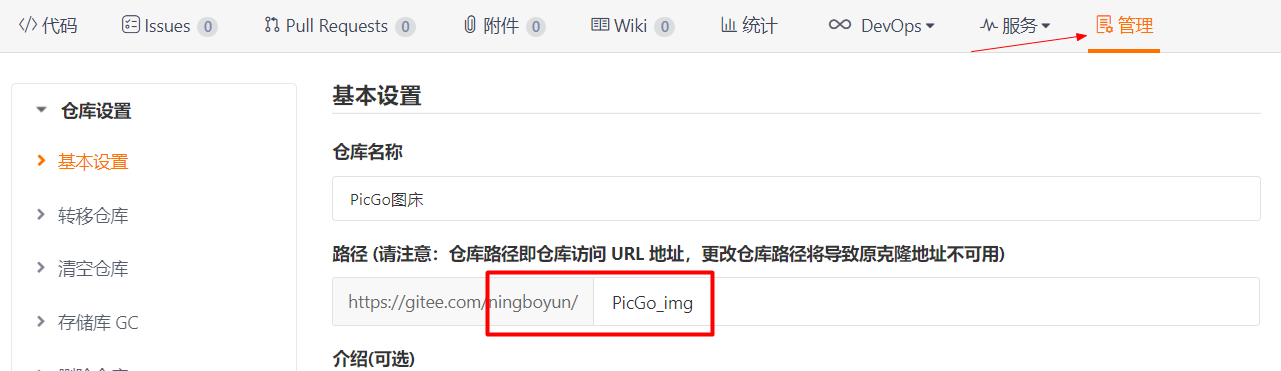 代码 Issues 0 Pull Requests 0 附件 0 Wiki 0 统计 DevOps 服务 管理
仓库设置
基本设置
转移仓库
清空仓库
存储库 GC
基本设置
仓库名称
PicGo图床
路径 (请注意：仓库路径即仓库访问 URL 地址，更改仓库路径将导致原克隆地址不可用)
https://gitee.com/ningboyun/ PicGo_img
介绍(可选)